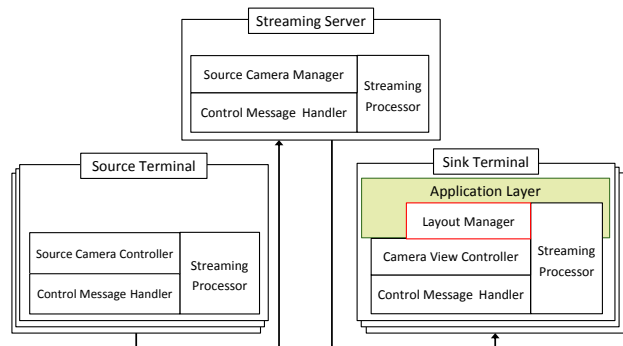 Streaming Server
Source Camera Manager
Control Message Handler
Streaming
Processor
Source Terminal
Source Camera Controller
Control Message Handler
Streaming
Processor
Sink Terminal
Application Layer
Layout Manager
Camera View Controller
Control Message Handler
Streaming
Processor